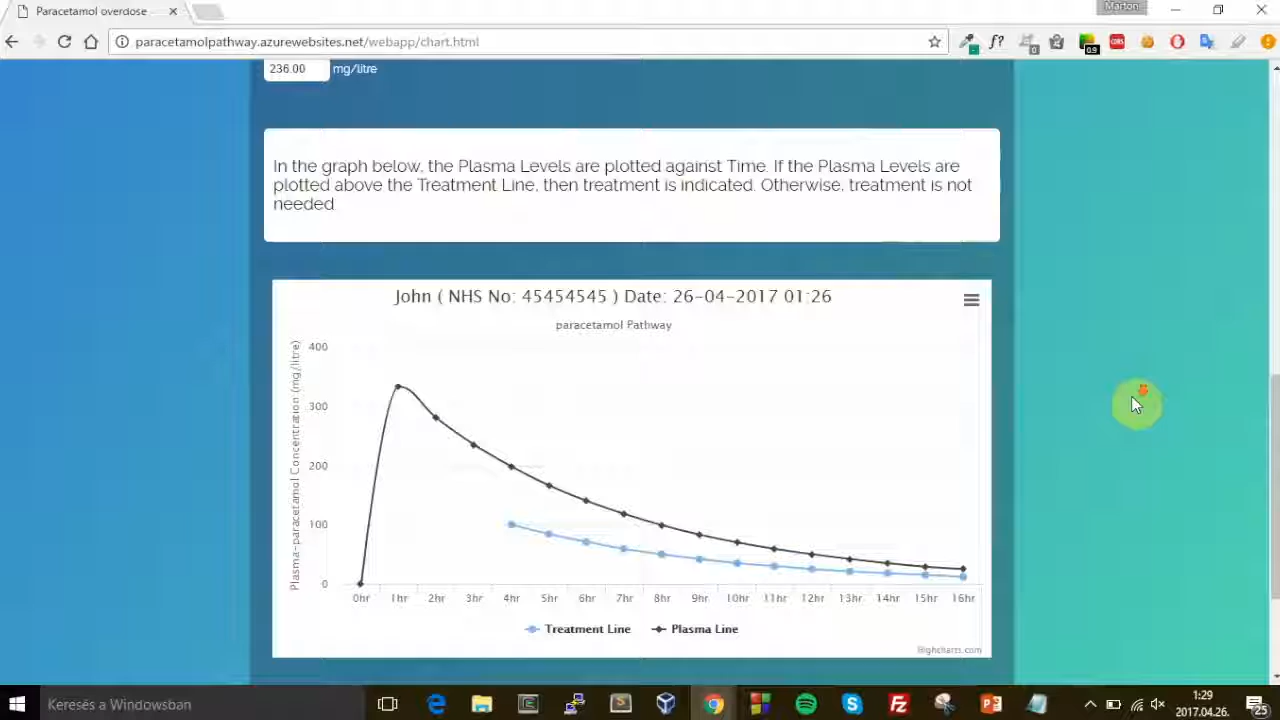 Paracetamol overdose
Marton
paracetamolpathway.azurewebsites.net/webapp/chart.html
0
0.9
CORS
236.00 mg/litre
In the graph below, the Plasma Levels are plotted against Time. If the Plasma Levels are
plotted above the Treatment Line, then treatment is indicated. Otherwise, treatment is not
needed.
John ( NHS No: 45454545 ) Date: 26-04-2017 01:26
paracetamol Pathway
Plasma-paracetamol Concentration (mg/litre)
400
300
200
100
0
0hr 1hr 2hr 3hr 4hr 5hr 6hr 7hr 8hr 9hr 10hr 11hr 12hr 13hr 14hr 15hr 16hr
Treatment Line Plasma Line
Highcharts.com
Keresés a Windowsban
1:29
2017.04.26.
25